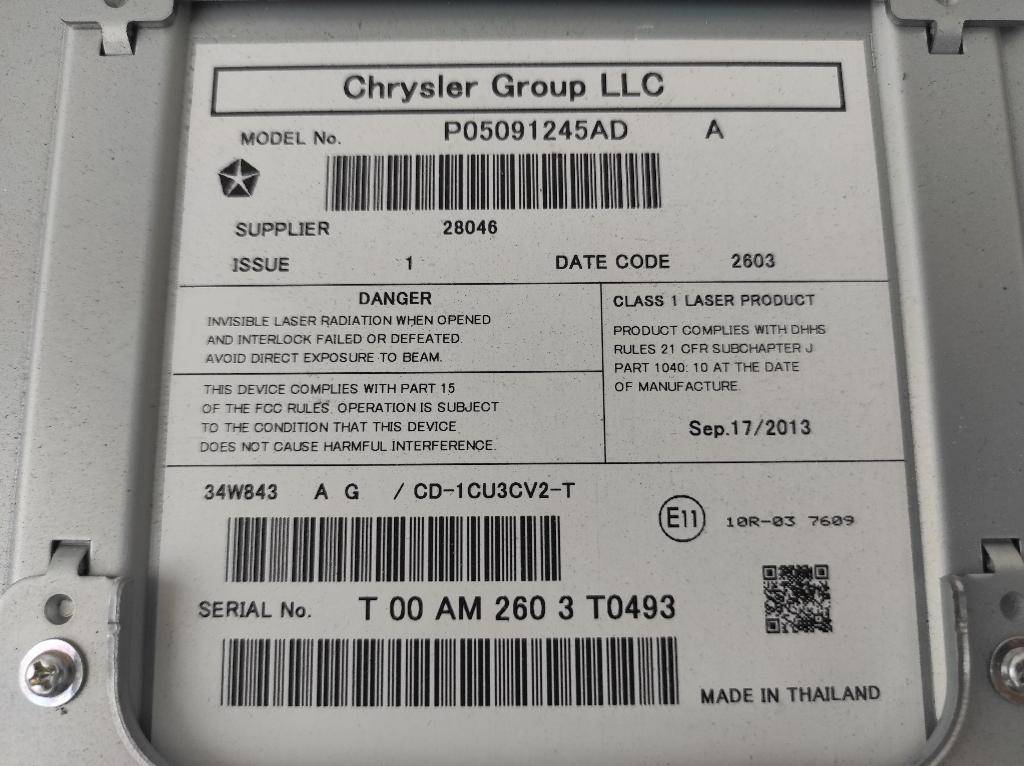 Chrysler Group LLC
MODEL No. P05091245AD A
SUPPLIER 28046
ISSUE 1 DATE CODE 2603
DANGER
INVISIBLE LASER RADIATION WHEN OPENED
AND INTERLOCK FAILED OR DEFEATED.
AVOID DIRECT EXPOSURE TO BEAM.
THIS DEVICE COMPLIES WITH PART 15
OF THE FCC RULES. OPERATION IS SUBJECT
TO THE CONDITION THAT THIS DEVICE
DOES NOT CAUSE HARMFUL INTERFERENCE.
CLASS 1 LASER PRODUCT
PRODUCT COMPLIES WITH DHHS
RULES 21 CFR SUBCHAPTER J
PART 1040: 10 AT THE DATE
OF MANUFACTURE.
Sep.17/2013
34W843 A G / CD-1CU3CV2-T
E11 10R-03 7609
SERIAL No. T 00 AM 260 3 T0493
MADE IN THAILAND